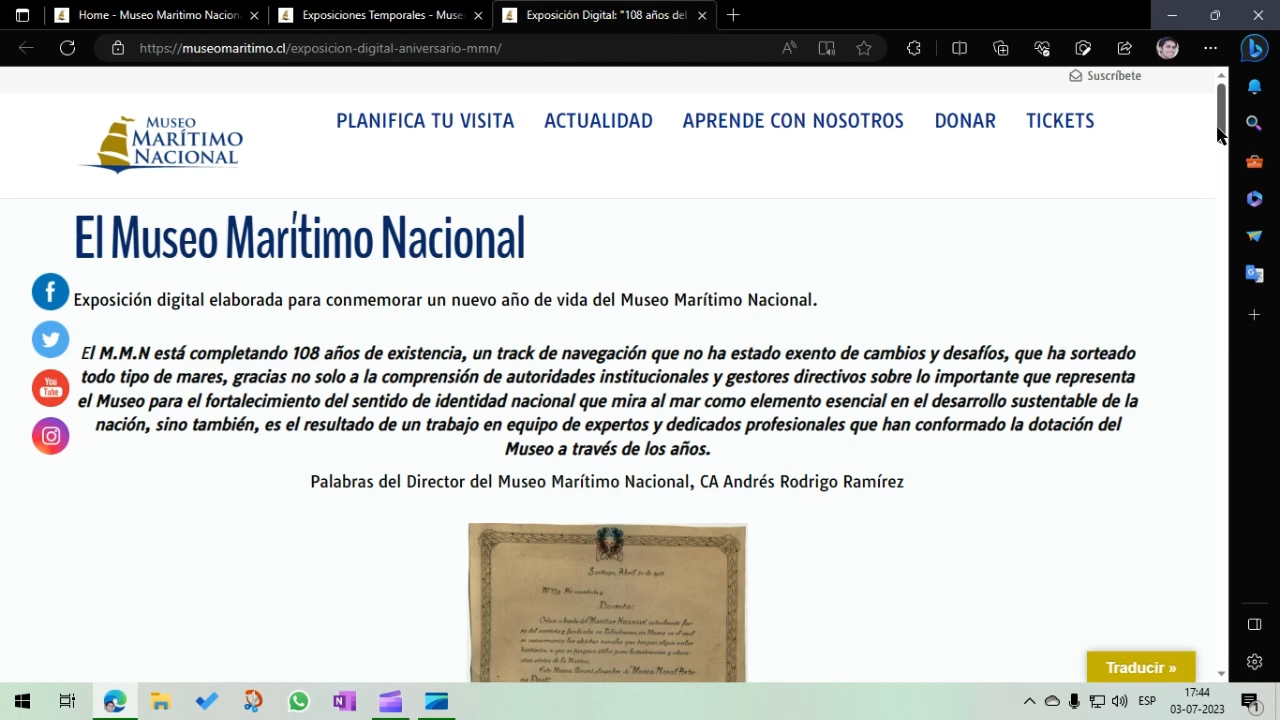 Home - Museo Marítimo Nacion
Exposiciones Temporales - Muse
Exposición Digital: "108 años del
https://museomaritimo.cl/exposicion-digital-aniversario-mmn/
Suscríbete
MUSEO
MARÍTIMO
NACIONAL
PLANIFICA TU VISITA
ACTUALIDAD
APRENDE CON NOSOTROS
DONAR
TICKETS
El Museo Marítimo Nacional
Exposición digital elaborada para conmemorar un nuevo año de vida del Museo Marítimo Nacional.
El M.M.N está completando 108 años de existencia, un track de navegación que no ha estado exento de cambios y desafíos, que ha sorteado
todo tipo de mares, gracias no solo a la comprensión de autoridades institucionales y gestores directivos sobre lo importante que representa
el Museo para el fortalecimiento del sentido de identidad nacional que mira al mar como elemento esencial en el desarrollo sustentable de la
nación, sino también, es el resultado de un trabajo en equipo de expertos y dedicados profesionales que han conformado la dotación del
Museo a través de los años.
Palabras del Director del Museo Marítimo Nacional, CA Andrés Rodrigo Ramírez
You
Tube
Decreto:
Traducir »
ESP
17:44
03-07-2023
1